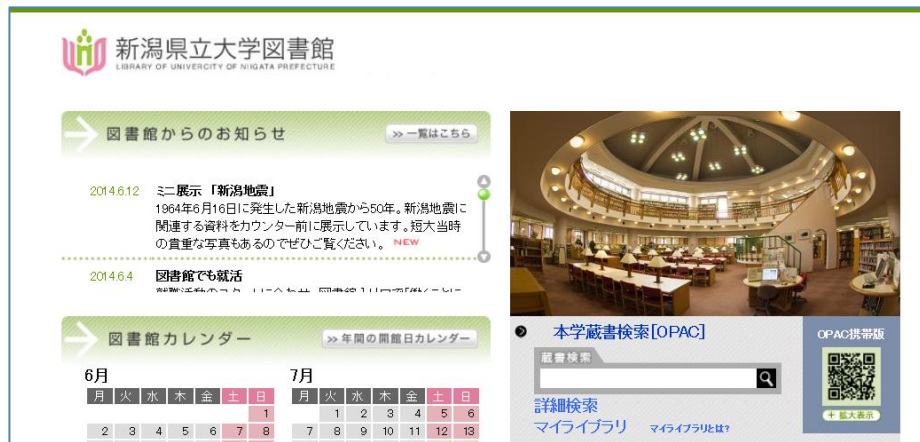 新潟県立大学図書館
LIBRARY OF UNIVERCITY OF NIIGATA PREFECTURE
図書館からのお知らせ
>> 一覧はこちら
2014.6.12 ミニ展示 「新潟地震」
1964年6月16日に発生した新潟地震から50年。新潟地震に
関連する資料をカウンター前に展示しています。短大当時
の貴重な写真もあるのでぜひご覧ください。 NEW
2014.6.4 図書館でも就活
図書館カレンダー
>> 年間の開館日カレンダー
6月
月 火 水 木 金 土 日
1
2 3 4 5 6 7 8
7月
月 火 水 木 金 土 日
1 2 3 4 5 6
7 8 9 10 11 12 13
本学蔵書検索[OPAC]
蔵書検索
詳細検索
マイライブラリ マイライブラリとは?
OPAC携帯版
+ 拡大表示